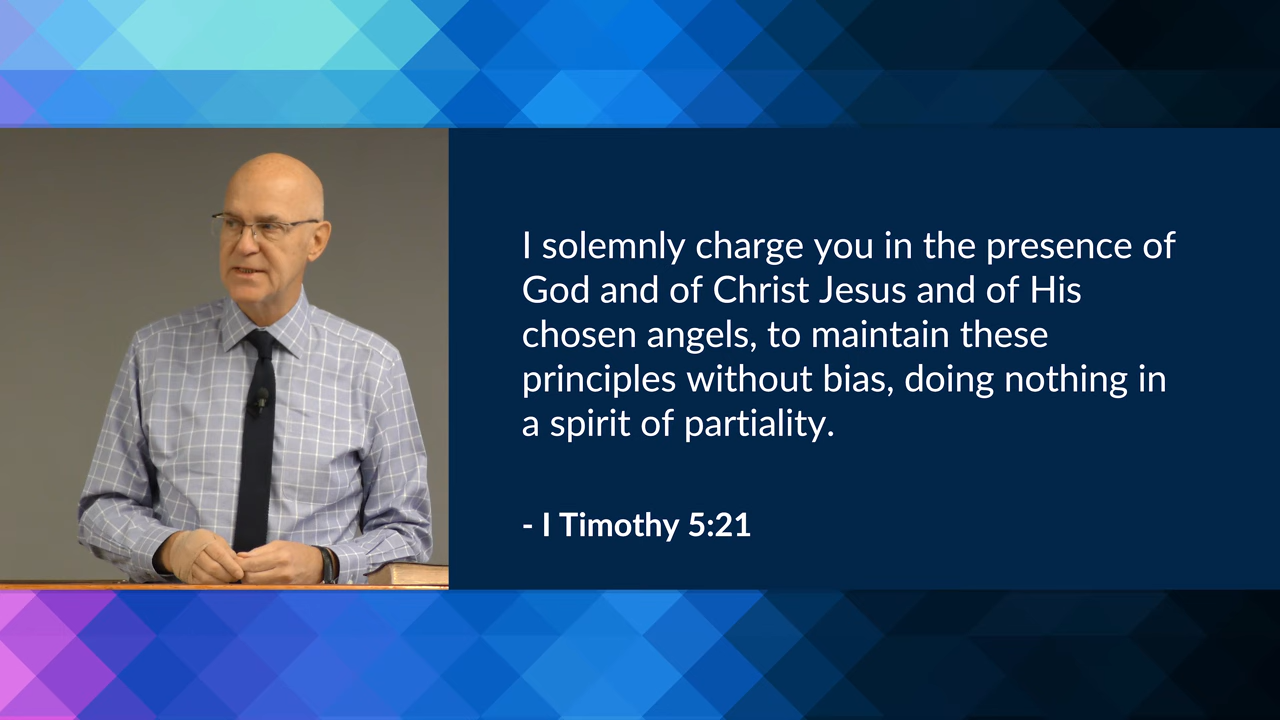 I solemnly charge you in the presence of
God and of Christ Jesus and of His
chosen angels, to maintain these
principles without bias, doing nothing in
a spirit of partiality.
- I Timothy 5:21